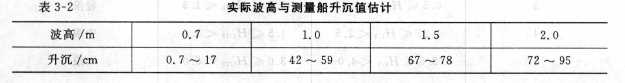 表 3-2 实际波高与测量船升沉值估计
波高/m 0.7 1.0 1.5 2.0
升沉/cm 0.7～17 42～59 67～78 72～95